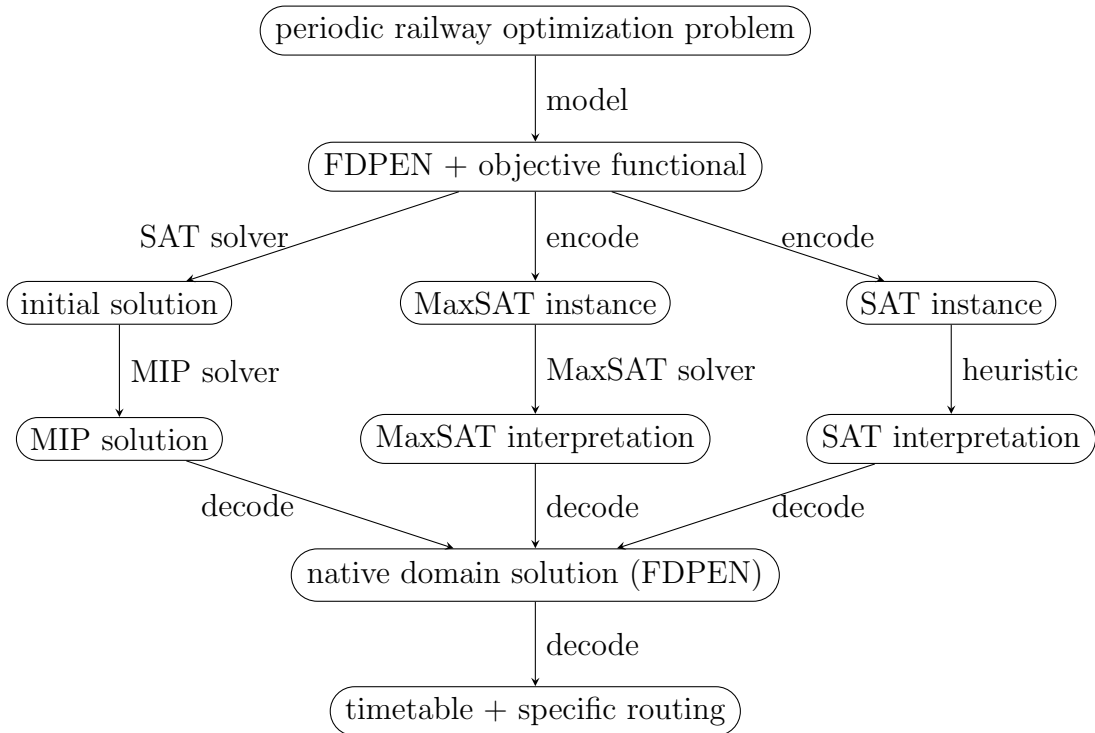 periodic railway optimization problem
model
FDPEN + objective functional
SAT solver
encode
encode
initial solution
MaxSAT instance
SAT instance
MIP solver
MaxSAT solver
heuristic
MIP solution
MaxSAT interpretation
SAT interpretation
decode
decode
decode
native domain solution (FDPEN)
decode
timetable + specific routing